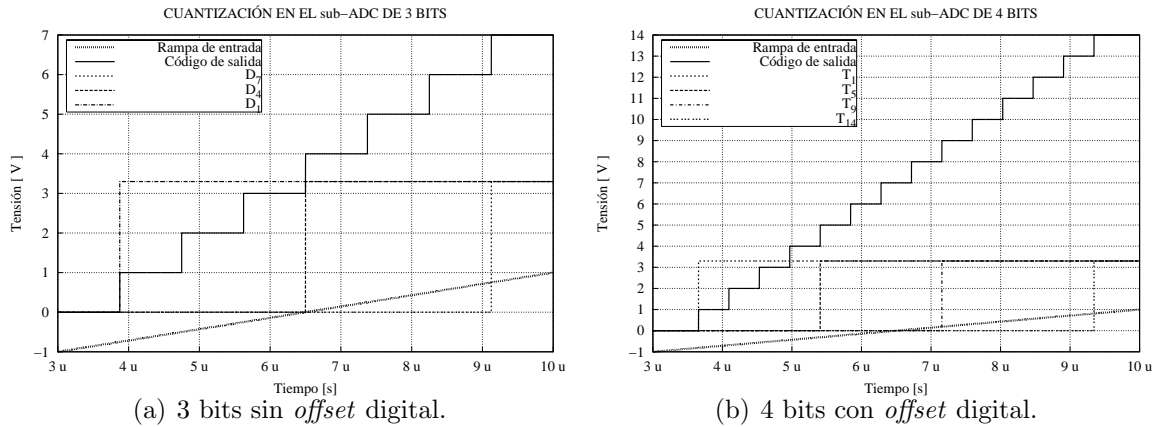 CUANTIZACIÓN EN EL sub−ADC DE 3 BITS
Tensión [ V ]
7
6
5
4
3
2
1
0
−1
Rampa de entrada
Código de salida
D7
D4
D1
3 u 4 u 5 u 6 u 7 u 8 u 9 u 10 u
Tiempo [s]
(a) 3 bits sin offset digital.
CUANTIZACIÓN EN EL sub−ADC DE 4 BITS
Tensión [ V ]
14
13
12
11
10
9
8
7
6
5
4
3
2
1
0
−1
Rampa de entrada
Código de salida
T1
T5
T9
T14
3 u 4 u 5 u 6 u 7 u 8 u 9 u 10 u
Tiempo [s]
(b) 4 bits con offset digital.